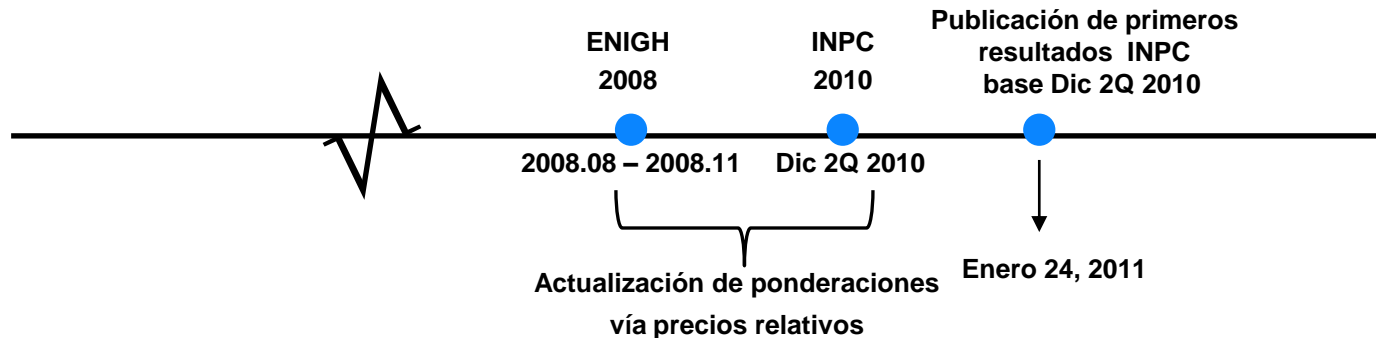 ENIGH
2008
INPC
2010
Publicación de primeros
resultados INPC
base Dic 2Q 2010
2008.08 – 2008.11
Dic 2Q 2010
Actualización de ponderaciones
vía precios relativos
Enero 24, 2011